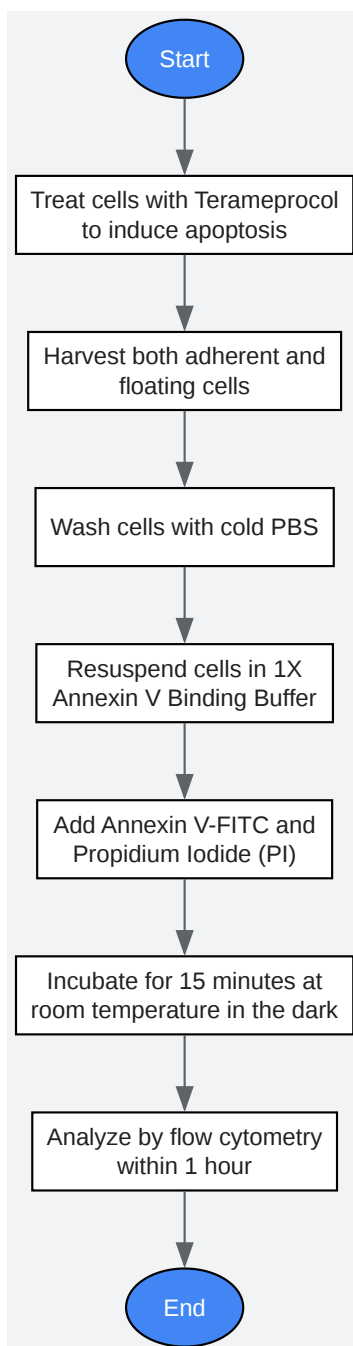 Start
Treat cells with Terameprocol
to induce apoptosis
Harvest both adherent and
floating cells
Wash cells with cold PBS
Resuspend cells in 1X
Annexin V Binding Buffer
Add Annexin V-FITC and
Propidium Iodide (PI)
Incubate for 15 minutes at
room temperature in the dark
Analyze by flow cytometry
within 1 hour
End